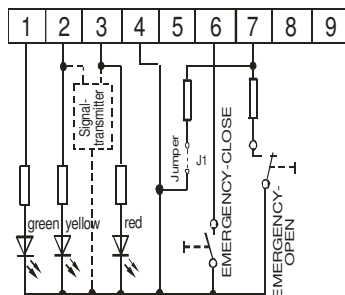 1 2 3 4 5 6 7 8 9
Signal-
transmitter
Jumper
J1
EMERGENCY-CLOSE
EMERGENCY-
OPEN
green yellow red